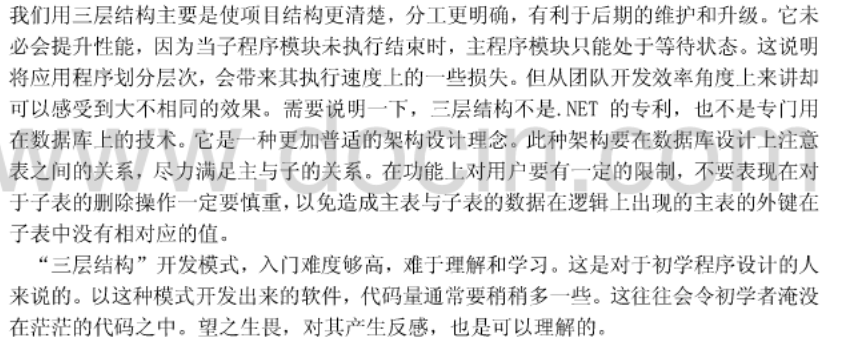 我们用三层结构主要是使项目结构更清楚，分工更明确，有利于后期的维护和升级。它未
必会提升性能，因为当子程序模块未执行结束时，主程序模块只能处于等待状态。这说明
将应用程序划分层次，会带来其执行速度上的一些损失。但从团队开发效率角度上来讲却
可以感受到大不相同的效果。需要说明一下，三层结构不是.NET 的专利，也不是专门用
在数据库上的技术。它是一种更加普适的架构设计理念。此种架构要在数据库设计上注意
表之间的关系，尽力满足主与子的关系。在功能上对用户要有一定的限制，不要表现在对
于子表的删除操作一定要慎重，以免造成主表与子表的数据在逻辑上出现的主表的外键在
子表中没有相对应的值。
“三层结构”开发模式，入门难度够高，难于理解和学习。这是对于初学程序设计的人
来说的。以这种模式开发出来的软件，代码量通常要稍稍多一些。这往往会令初学者淹没
在茫茫的代码之中。望之生畏，对其产生反感，也是可以理解的。
www.docin.com